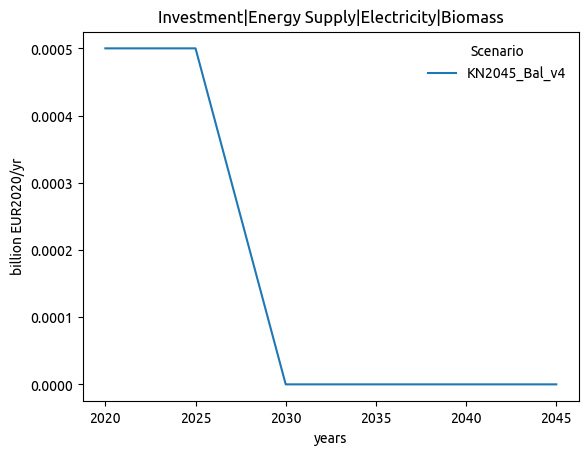 Investment|Energy Supply|Electricity|Biomass
Scenario
KN2045_Bal_v4
billion EUR2020/yr
0.0005
0.0004
0.0003
0.0002
0.0001
0.0000
2020 2025 2030 2035 2040 2045
years